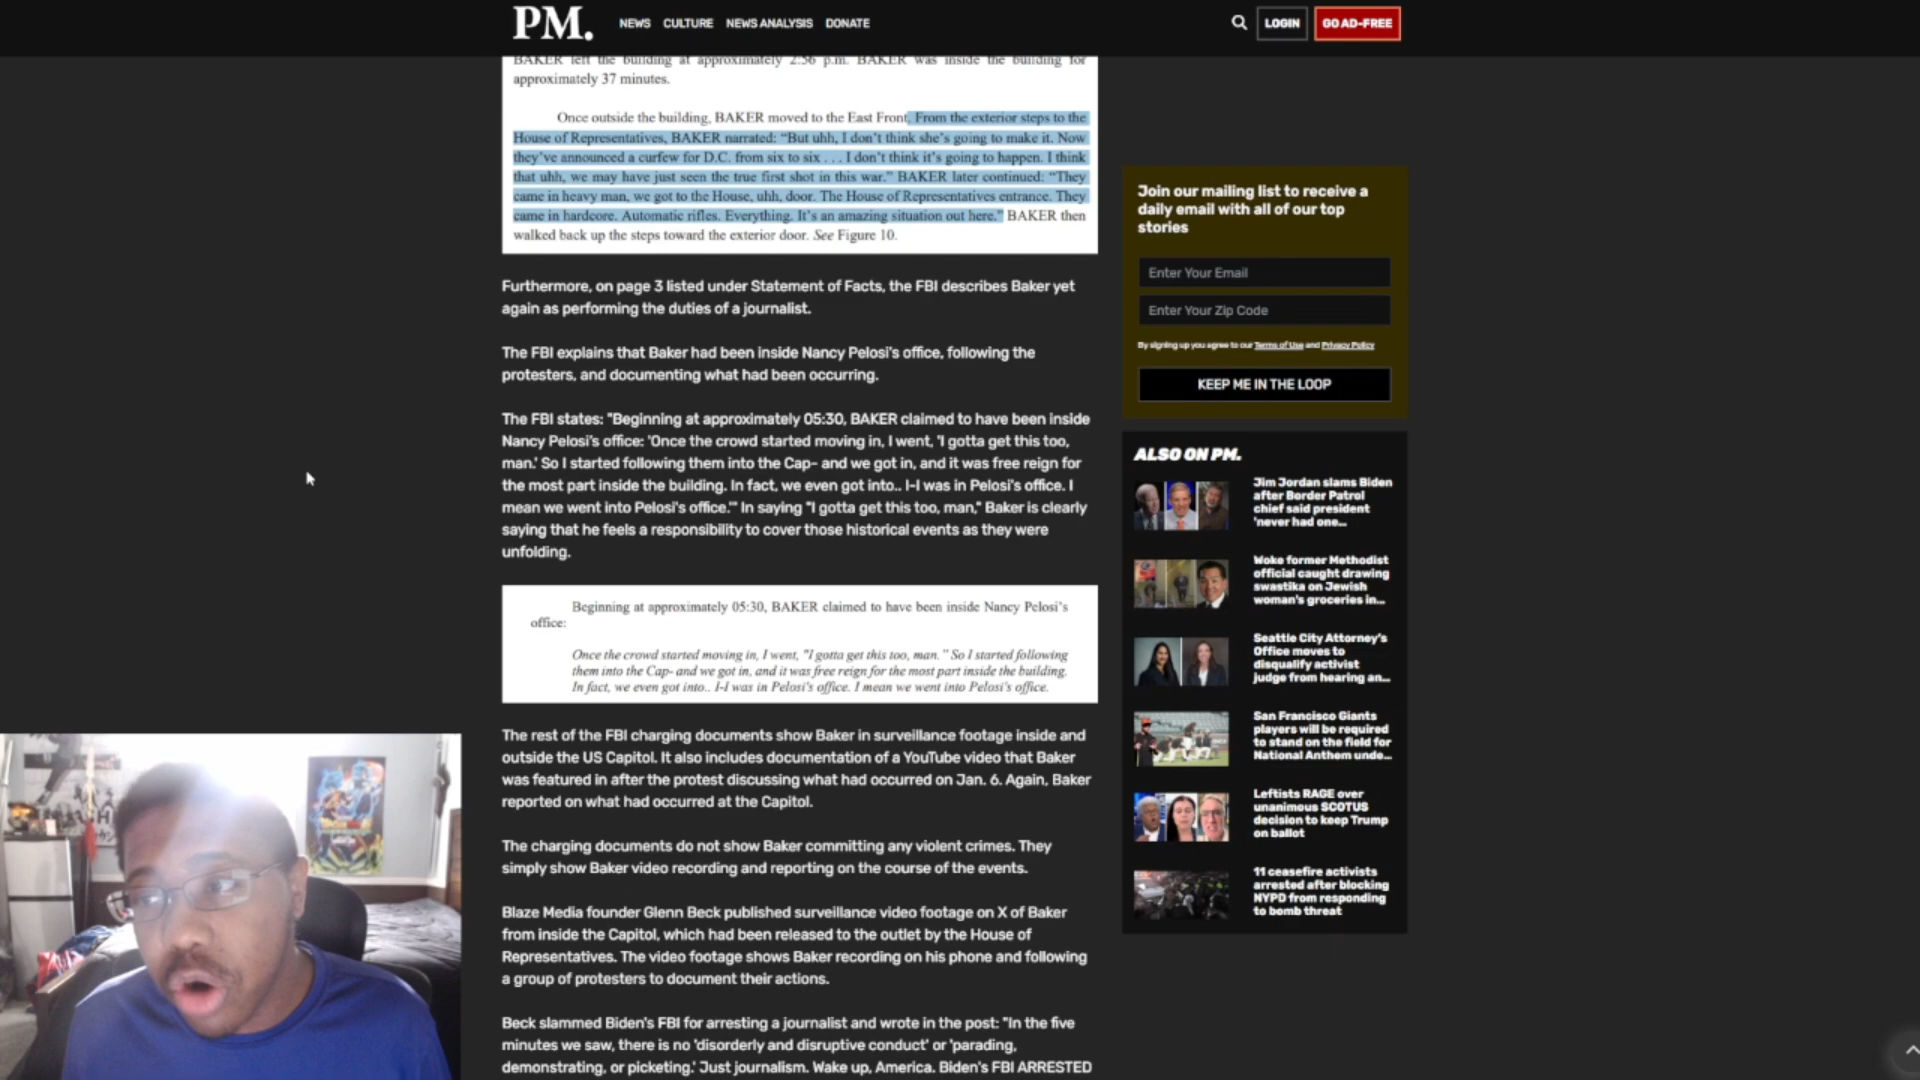 PM.
NEWS CULTURE NEWS ANALYSIS DONATE
LOGIN GO AD-FREE
BAKER left the building at approximately 2:56 p.m. BAKER was inside the building for
approximately 37 minutes.
Once outside the building, BAKER moved to the East Front. From the exterior steps to the
House of Representatives, BAKER narrated: "But uhh, I don't think she's going to make it. Now
they've announced a curfew for D.C. from six to six . . . I don't think it's going to happen. I think
that uhh, we may have just seen the true first shot in this war." BAKER later continued: "They
came in heavy man, we got to the House, uhh, door. The House of Representatives entrance. They
came in hardcore. Automatic rifles. Everything. It's an amazing situation out here." BAKER then
walked back up the steps toward the exterior door. See Figure 10.
Furthermore, on page 3 listed under Statement of Facts, the FBI describes Baker yet
again as performing the duties of a journalist.
The FBI explains that Baker had been inside Nancy Pelosi's office, following the
protesters, and documenting what had been occurring.
The FBI states: "Beginning at approximately 05:30, BAKER claimed to have been inside
Nancy Pelosi's office: 'Once the crowd started moving in, I went, 'I gotta get this too,
man.' So I started following them into the Cap- and we got in, and it was free reign for
the most part inside the building. In fact, we even got into.. I-I was in Pelosi's office. I
mean we went into Pelosi's office.'" In saying "I gotta get this too, man," Baker is clearly
saying that he feels a responsibility to cover those historical events as they were
unfolding.
Beginning at approximately 05:30, BAKER claimed to have been inside Nancy Pelosi's
office:
Once the crowd started moving in, I went, "I gotta get this too, man." So I started following
them into the Cap- and we got in, and it was free reign for the most part inside the building.
In fact, we even got into.. I-I was in Pelosi's office. I mean we went into Pelosi's office.
The rest of the FBI charging documents show Baker in surveillance footage inside and
outside the US Capitol. It also includes documentation of a YouTube video that Baker
was featured in after the protest discussing what had occurred on Jan. 6. Again, Baker
reported on what had occurred at the Capitol.
The charging documents do not show Baker committing any violent crimes. They
simply show Baker video recording and reporting on the course of the events.
Blaze Media founder Glenn Beck published surveillance video footage on X of Baker
from inside the Capitol, which had been released to the outlet by the House of
Representatives. The video footage shows Baker recording on his phone and following
a group of protesters to document their actions.
Beck slammed Biden's FBI for arresting a journalist and wrote in the post: "In the five
minutes we saw, there is no 'disorderly and disruptive conduct' or 'parading,
demonstrating, or picketing.' Just journalism. Wake up, America. Biden's FBI ARRESTED
Join our mailing list to receive a
daily email with all of our top
stories
Enter Your Email
Enter Your Zip Code
By signing up you agree to our Terms of Use and Privacy Policy
KEEP ME IN THE LOOP
ALSO ON PM.
Jim Jordan slams Biden
after Border Patrol
chief said president
'never had one...
Woke former Methodist
official caught drawing
swastika on Jewish
woman's groceries in...
Seattle City Attorney's
Office moves to
disqualify activist
judge from hearing an...
San Francisco Giants
players will be required
to stand on the field for
National Anthem unde...
Leftists RAGE over
unanimous SCOTUS
decision to keep Trump
on ballot
11 ceasefire activists
arrested after blocking
NYPD from responding
to bomb threat